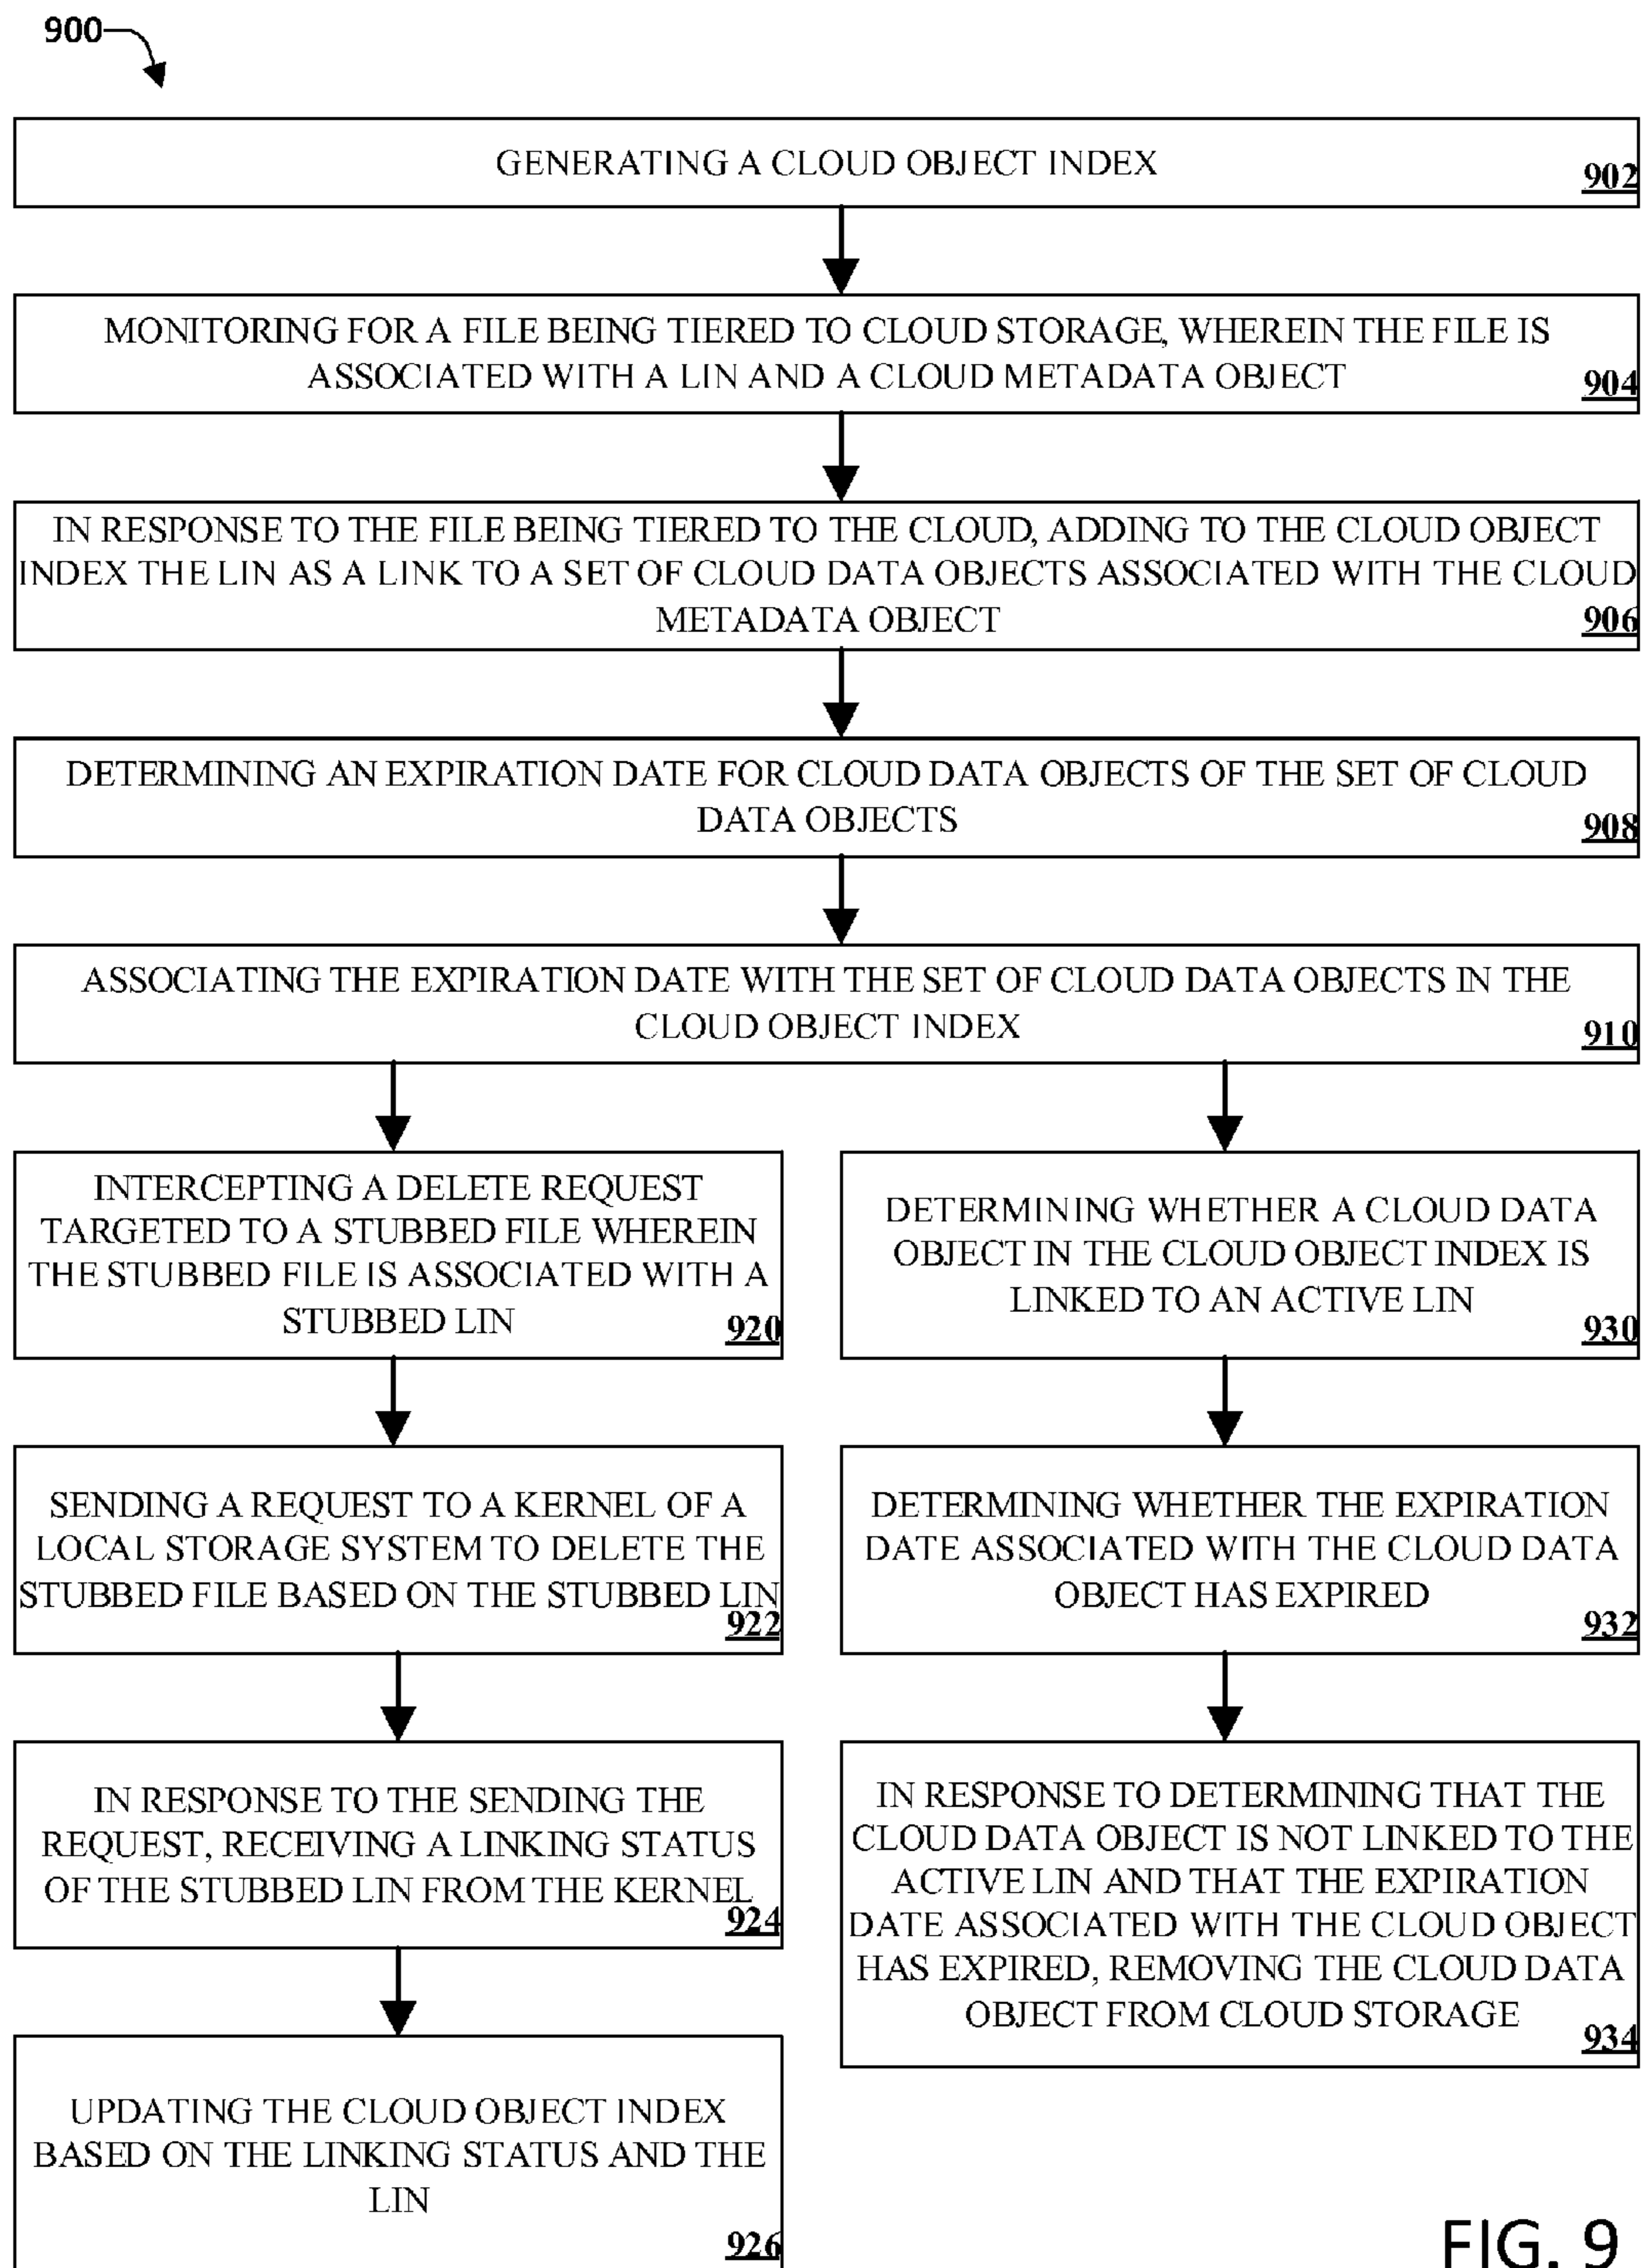 900
GENERATING A CLOUD OBJECT INDEX
902
MONITORING FOR A FILE BEING TIERED TO CLOUD STORAGE, WHEREIN THE FILE IS
ASSOCIATED WITH A LIN AND A CLOUD METADATA OBJECT
904
IN RESPONSE TO THE FILE BEING TIERED TO THE CLOUD, ADDING TO THE CLOUD OBJECT
INDEX THE LIN AS A LINK TO A SET OF CLOUD DATA OBJECTS ASSOCIATED WITH THE CLOUD
METADATA OBJECT
906
DETERMINING AN EXPIRATION DATE FOR CLOUD DATA OBJECTS OF THE SET OF CLOUD
DATA OBJECTS
908
ASSOCIATING THE EXPIRATION DATE WITH THE SET OF CLOUD DATA OBJECTS IN THE
CLOUD OBJECT INDEX
910
INTERCEPTING A DELETE REQUEST
TARGETED TO A STUBBED FILE WHEREIN
THE STUBBED FILE IS ASSOCIATED WITH A
STUBBED LIN
920
SENDING A REQUEST TO A KERNEL OF A
LOCAL STORAGE SYSTEM TO DELETE THE
STUBBED FILE BASED ON THE STUBBED LIN
922
IN RESPONSE TO THE SENDING THE
REQUEST, RECEIVING A LINKING STATUS
OF THE STUBBED LIN FROM THE KERNEL
924
UPDATING THE CLOUD OBJECT INDEX
BASED ON THE LINKING STATUS AND THE
LIN
926
DETERMINING WHETHER A CLOUD DATA
OBJECT IN THE CLOUD OBJECT INDEX IS
LINKED TO AN ACTIVE LIN
930
DETERMINING WHETHER THE EXPIRATION
DATE ASSOCIATED WITH THE CLOUD DATA
OBJECT HAS EXPIRED
932
IN RESPONSE TO DETERMINING THAT THE
CLOUD DATA OBJECT IS NOT LINKED TO THE
ACTIVE LIN AND THAT THE EXPIRATION
DATE ASSOCIATED WITH THE CLOUD OBJECT
HAS EXPIRED, REMOVING THE CLOUD DATA
OBJECT FROM CLOUD STORAGE
934
FIG. 9